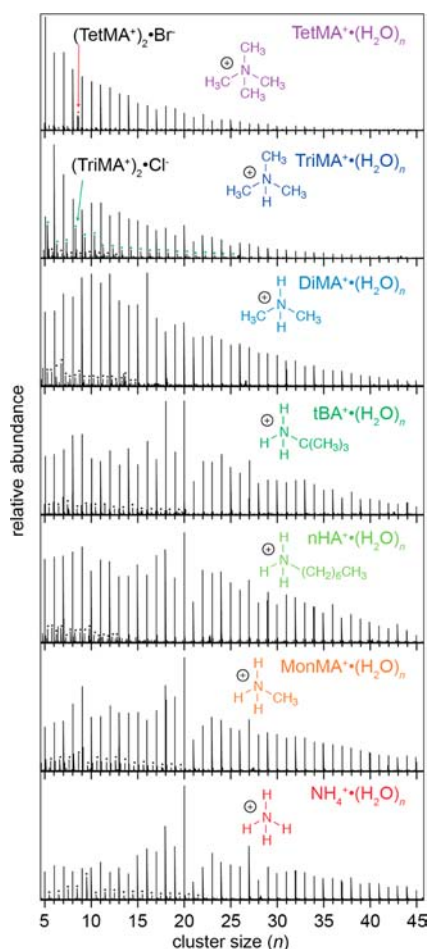 (TetMA⁺)₂•Br⁻
TetMA⁺•(H₂O)ₙ
CH₃
⊕
H₃C-N-CH₃
CH₃
(TriMA⁺)₂•Cl⁻
TriMA⁺•(H₂O)ₙ
CH₃
⊕
H₃C N CH₃
H
DiMA⁺•(H₂O)ₙ
H
⊕
N
H₃C H CH₃
tBA⁺•(H₂O)ₙ
H
⊕
N
H H C(CH₃)₃
nHA⁺•(H₂O)ₙ
H
⊕
N
H H (CH₂)₆CH₃
MonMA⁺•(H₂O)ₙ
H
⊕
N
H H CH₃
NH₄⁺•(H₂O)ₙ
H
⊕
N
H H H
relative abundance
5 10 15 20 25 30 35 40 45
cluster size (n)